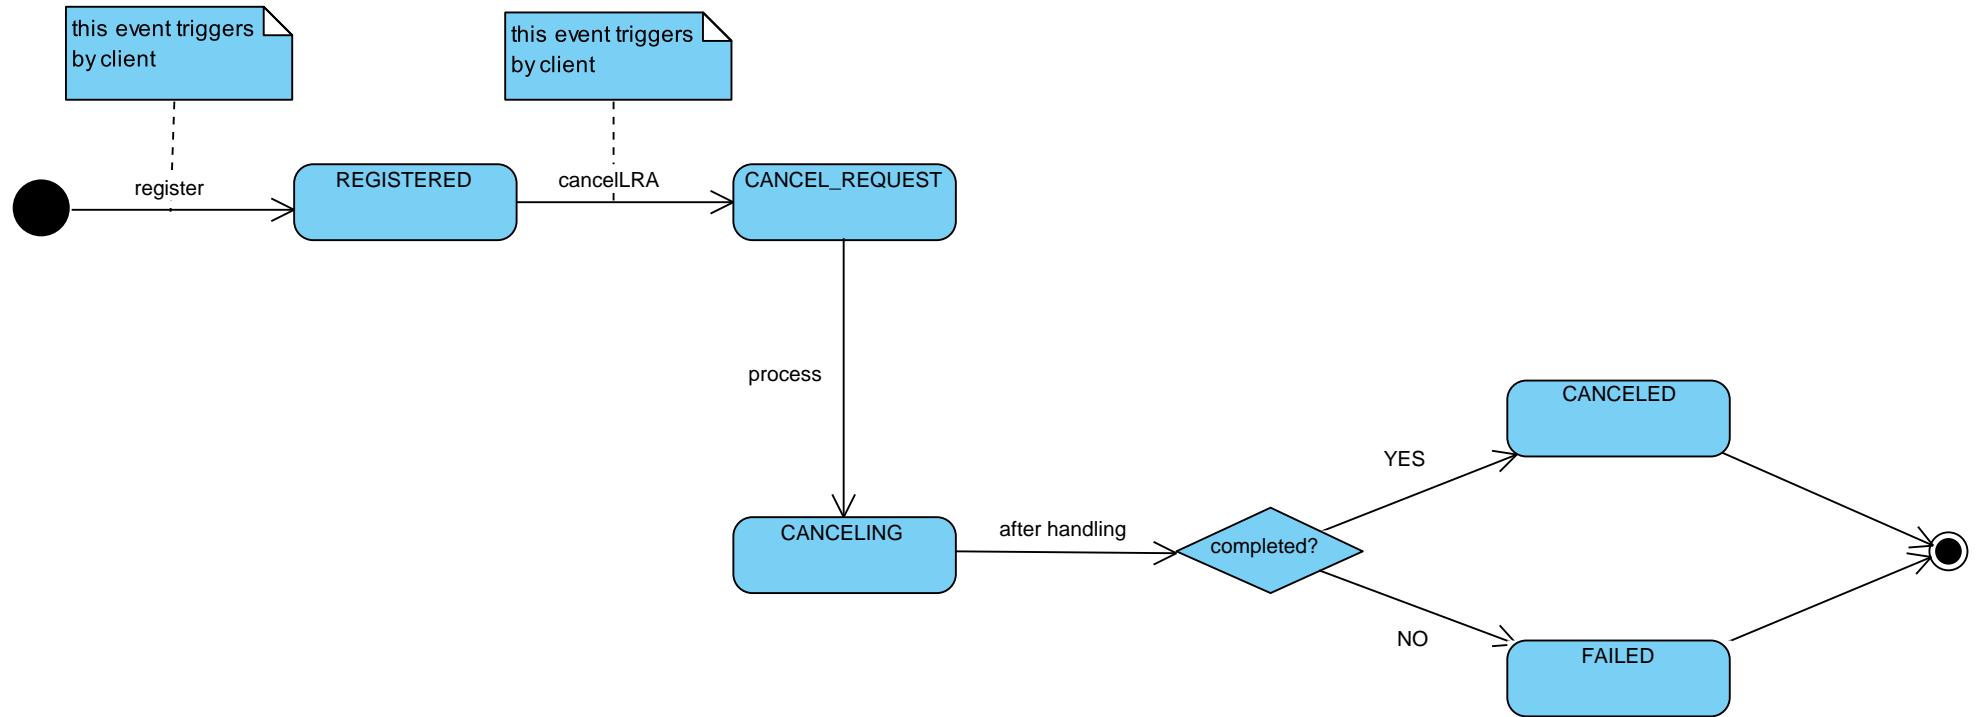 this event triggers
by client
this event triggers
by client
register
REGISTERED
cancelLRA
CANCEL_REQUEST
process
CANCELING
after handling
completed?
YES
CANCELED
NO
FAILED